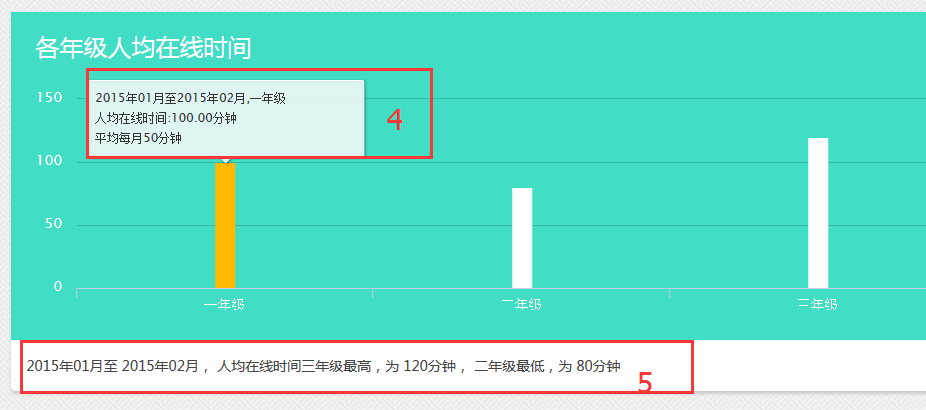 各年级人均在线时间
2015年01月至2015年02月,一年级
人均在线时间:100.00分钟
平均每月50分钟
4
150
100
50
0
一年级 二年级 三年级
2015年01月至 2015年02月， 人均在线时间三年级最高，为 120分钟， 二年级最低，为 80分钟
5